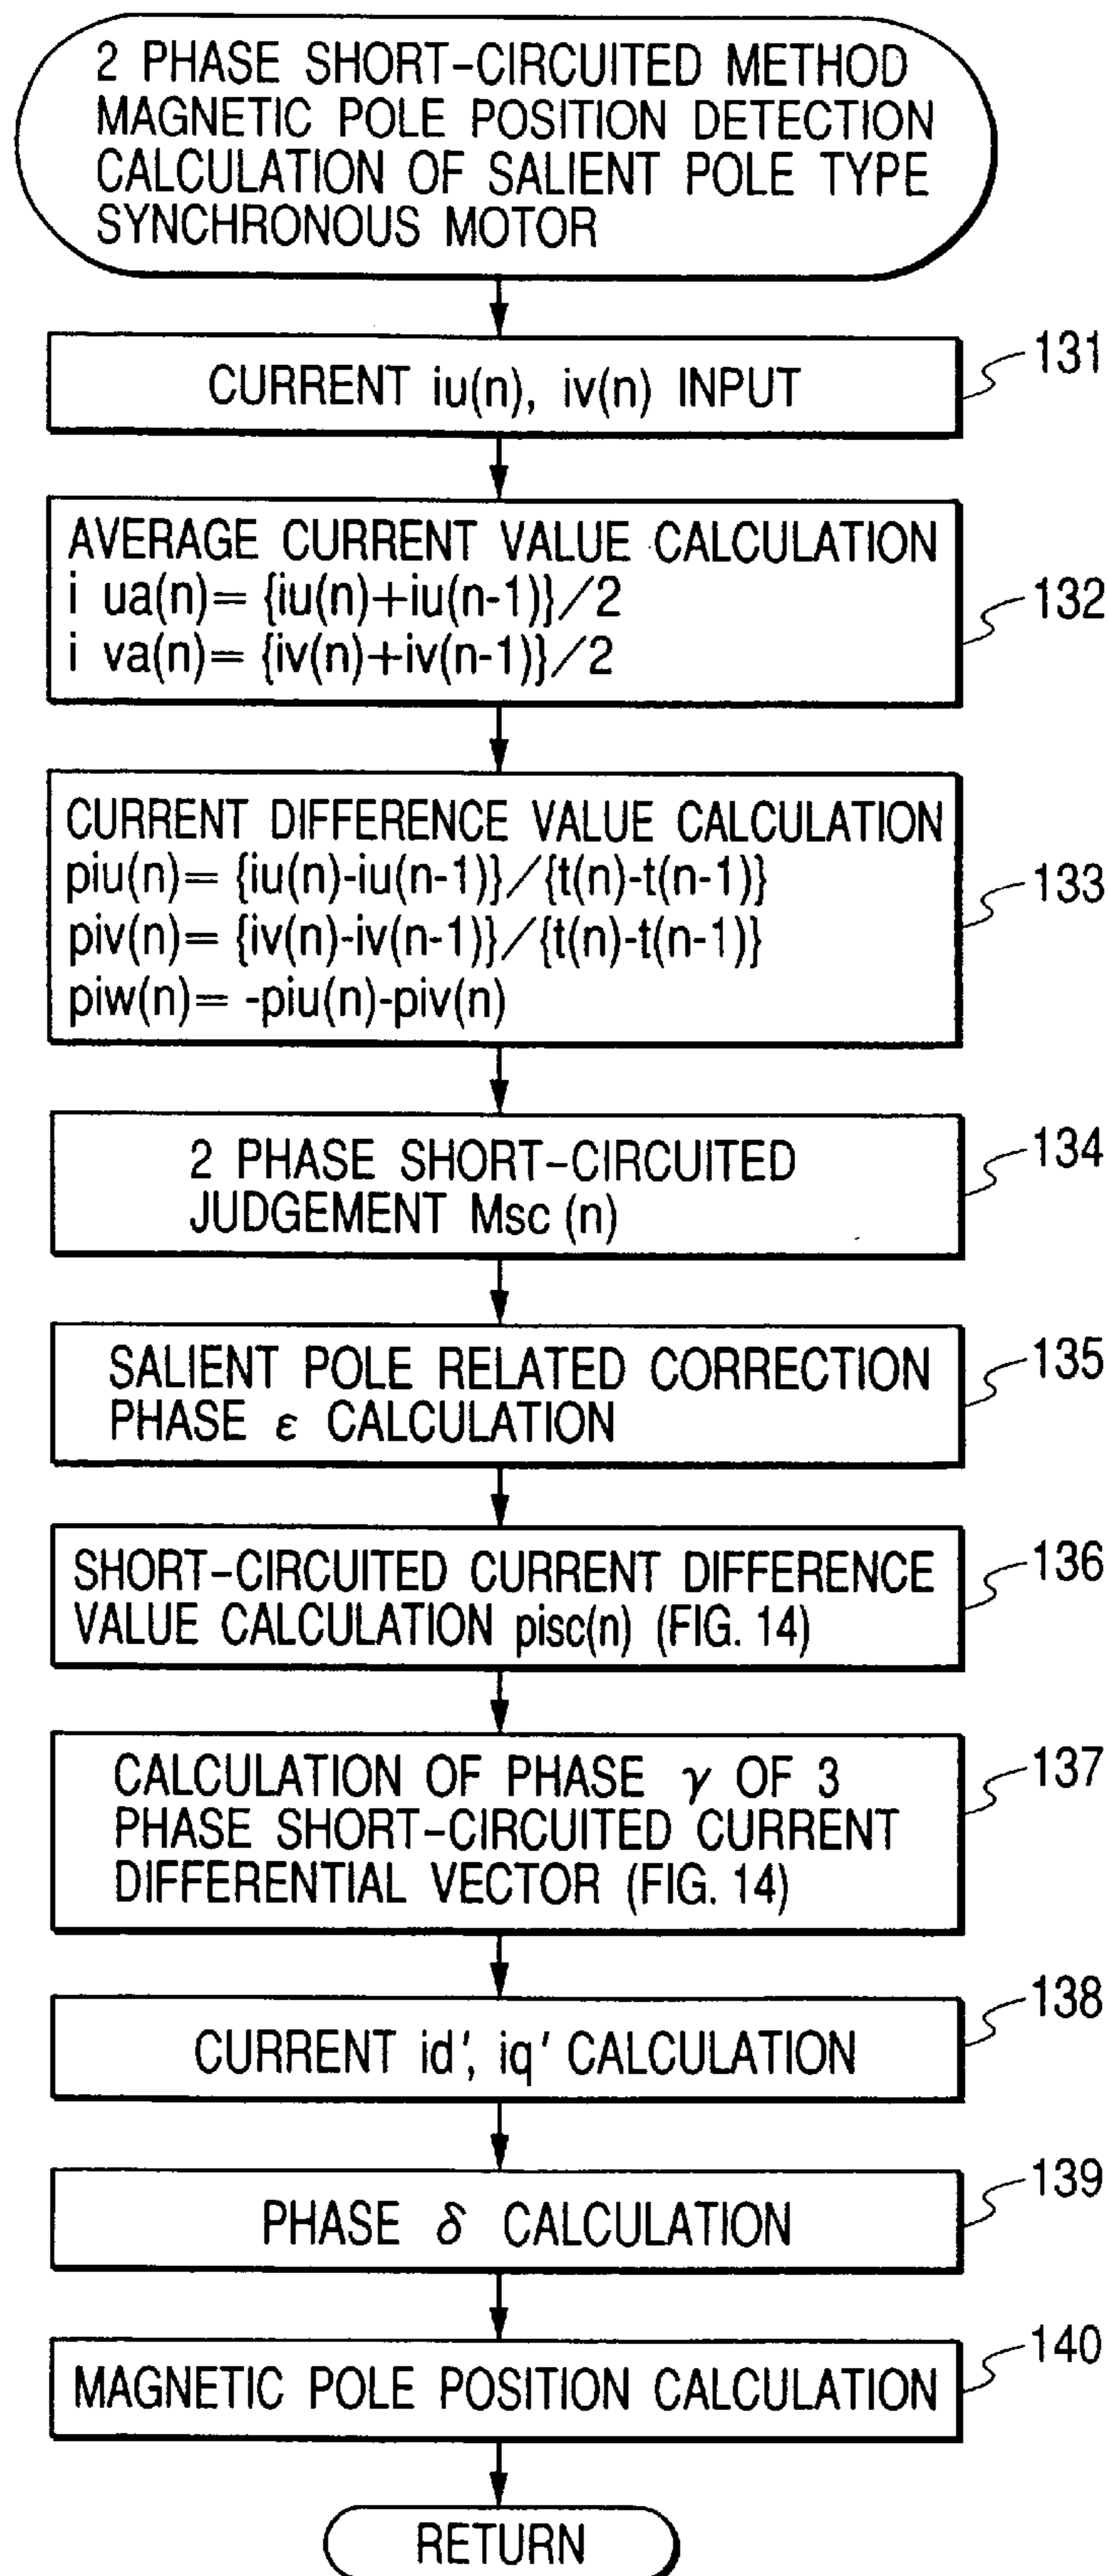 2 PHASE SHORT-CIRCUITED METHOD
MAGNETIC POLE POSITION DETECTION
CALCULATION OF SALIENT POLE TYPE
SYNCHRONOUS MOTOR
CURRENT iu(n), iv(n) INPUT
131
AVERAGE CURRENT VALUE CALCULATION
i ua(n)= {iu(n)+iu(n-1)}/2
i va(n)= {iv(n)+iv(n-1)}/2
132
CURRENT DIFFERENCE VALUE CALCULATION
piu(n)= {iu(n)-iu(n-1)}/{t(n)-t(n-1)}
piv(n)= {iv(n)-iv(n-1)}/{t(n)-t(n-1)}
piw(n)= -piu(n)-piv(n)
133
2 PHASE SHORT-CIRCUITED
JUDGEMENT Msc (n)
134
SALIENT POLE RELATED CORRECTION
PHASE ε CALCULATION
135
SHORT-CIRCUITED CURRENT DIFFERENCE
VALUE CALCULATION pisc(n) (FIG. 14)
136
CALCULATION OF PHASE γ OF 3
PHASE SHORT-CIRCUITED CURRENT
DIFFERENTIAL VECTOR (FIG. 14)
137
CURRENT id′, iq′ CALCULATION
138
PHASE δ CALCULATION
139
MAGNETIC POLE POSITION CALCULATION
140
RETURN